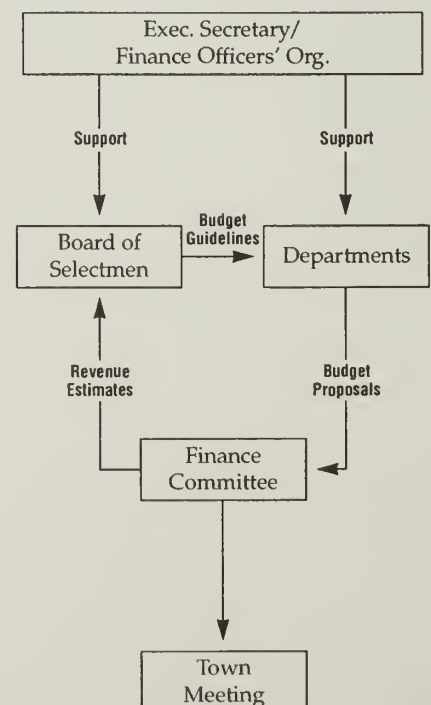 Exec. Secretary/
Finance Officers' Org.
Support
Support
Board of
Selectmen
Budget
Guidelines
Departments
Revenue
Estimates
Budget
Proposals
Finance
Committee
Town
Meeting